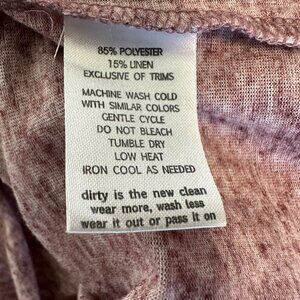 85% POLYESTER
15% LINEN
EXCLUSIVE OF TRIMS
MACHINE WASH COLD
WITH SIMILAR COLORS
GENTLE CYCLE
DO NOT BLEACH
TUMBLE DRY
LOW HEAT
IRON COOL AS NEEDED
dirty is the new clean
wear more, wash less
wear it out or pass it on